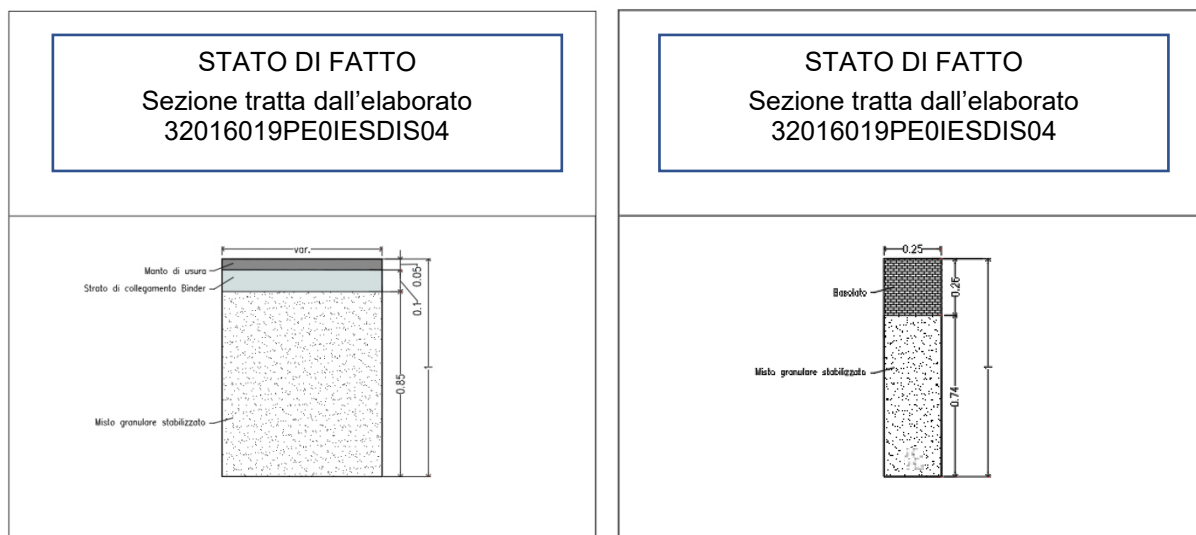 STATO DI FATTO
Sezione tratta dall’elaborato
32016019PE0IESDIS04
var.
Manto di usura
Strato di collegamento Binder
0.05
0.1
0.85
1
Misto granulare stabilizzato
STATO DI FATTO
Sezione tratta dall’elaborato
32016019PE0IESDIS04
0.25
Basolato
0.26
Misto granulare stabilizzato
0.74
1